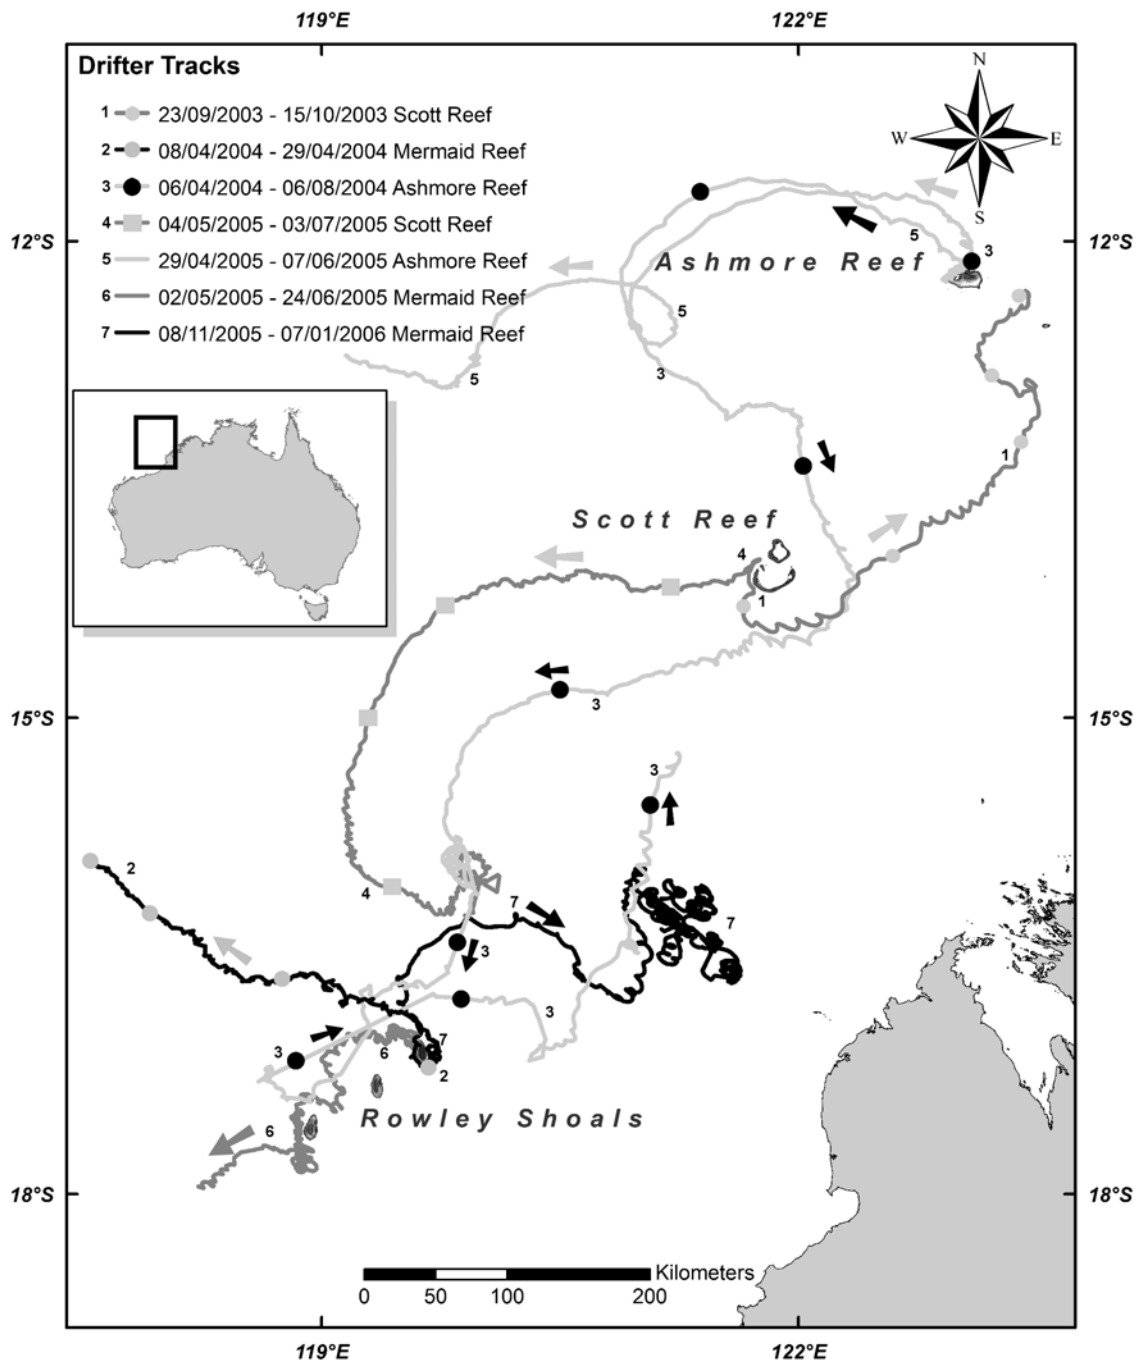 119°E 122°E
Drifter Tracks
1 23/09/2003 - 15/10/2003 Scott Reef
2 08/04/2004 - 29/04/2004 Mermaid Reef
3 06/04/2004 - 06/08/2004 Ashmore Reef
4 04/05/2005 - 03/07/2005 Scott Reef
5 29/04/2005 - 07/06/2005 Ashmore Reef
6 02/05/2005 - 24/06/2005 Mermaid Reef
7 08/11/2005 - 07/01/2006 Mermaid Reef
N
W E
S
5 3
12°S 12°S
Ashmore Reef
5
3
5
1
Scott Reef
4
1
3
15°S 15°S
3
2
4
7
7
3
3
7
3
6
2
Rowley Shoals
6
18°S 18°S
Kilometers
0 50 100 200
119°E 122°E